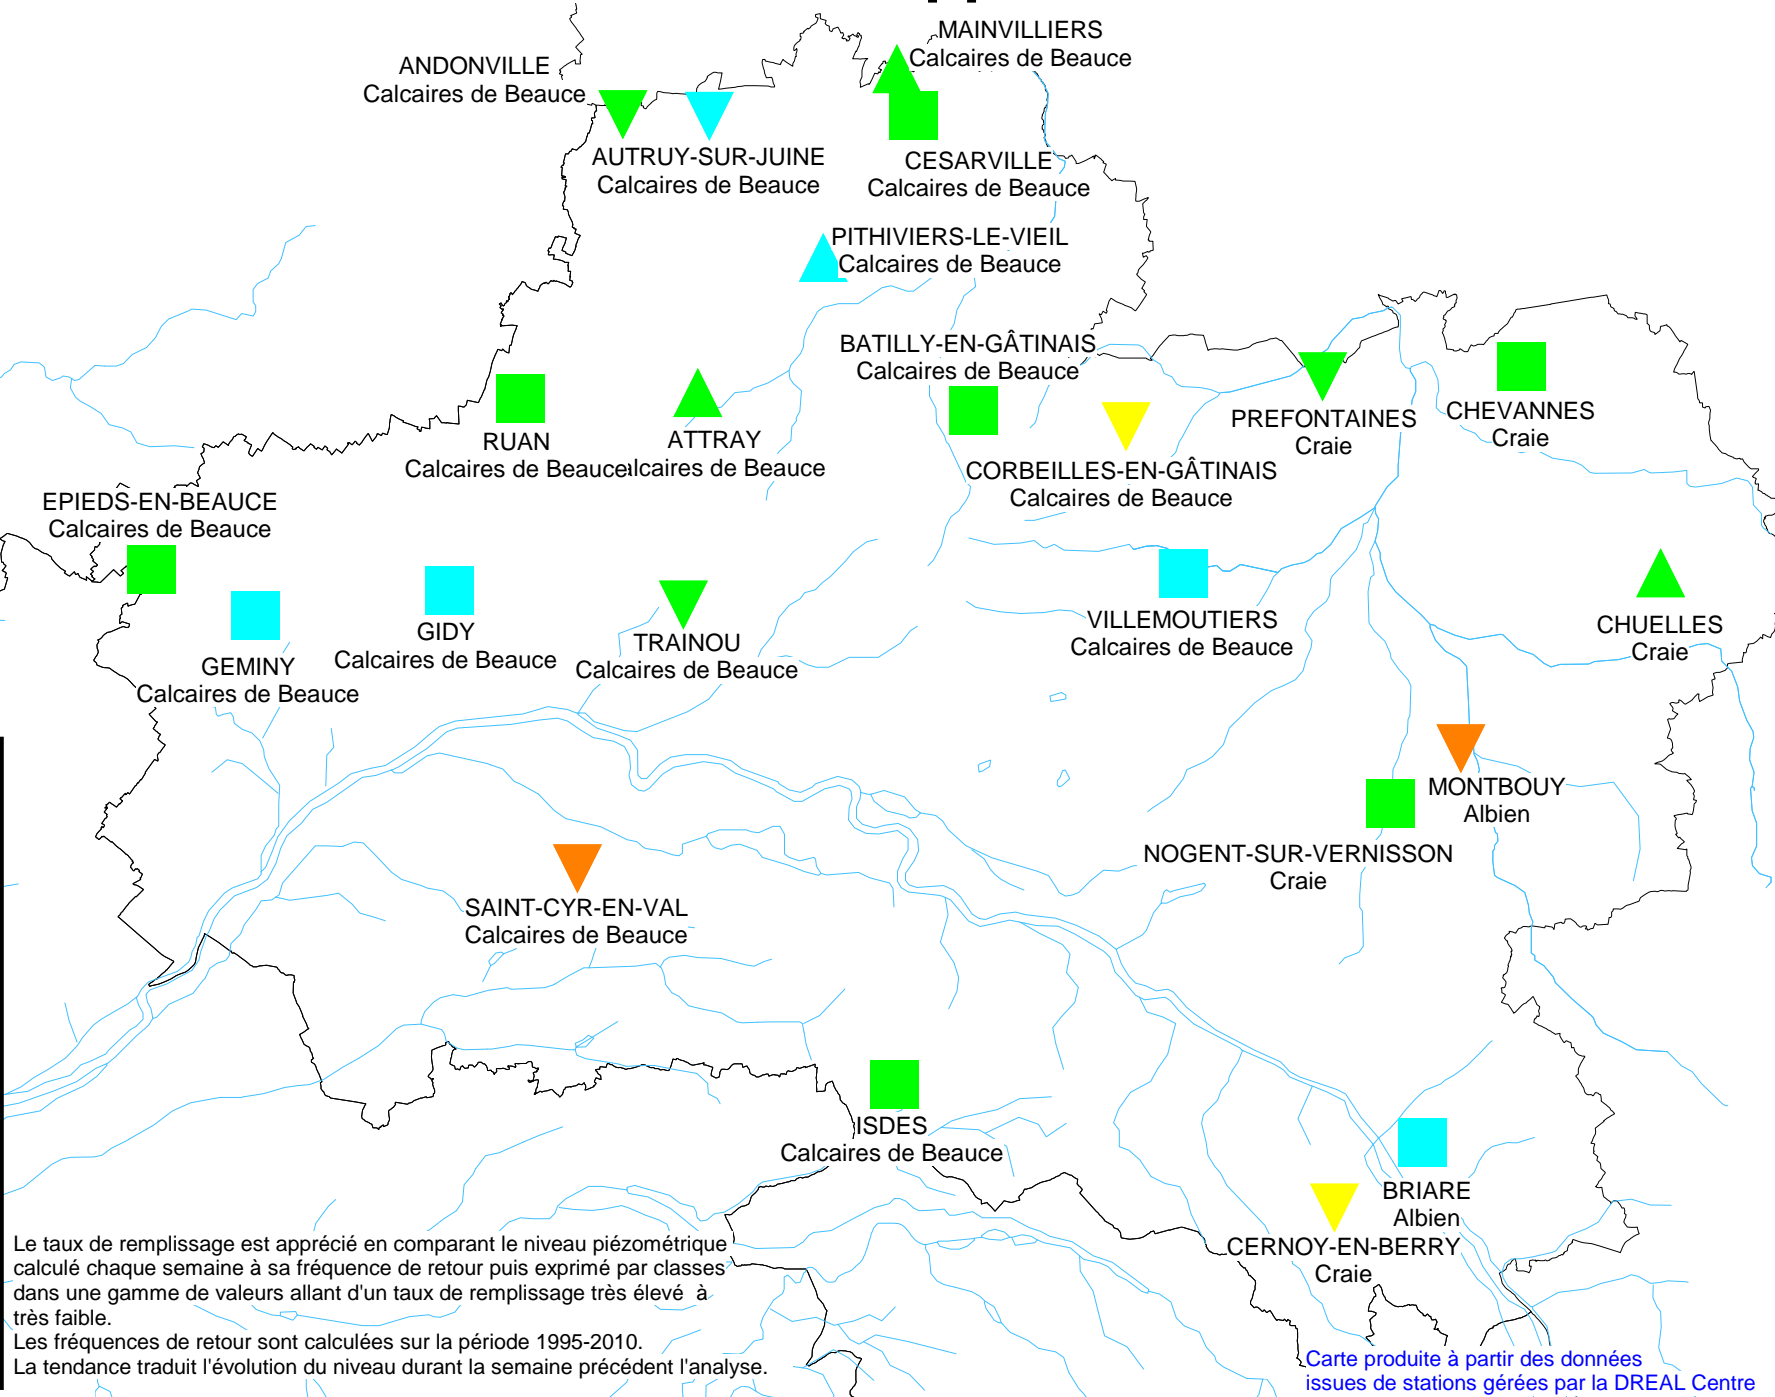 MAINVILLIERS
Calcaires de Beauce
ANDONVILLE
Calcaires de Beauce
AUTRUY-SUR-JUINE
Calcaires de Beauce
CESARVILLE
Calcaires de Beauce
PITHIVIERS-LE-VIEIL
Calcaires de Beauce
BATILLY-EN-GÂTINAIS
Calcaires de Beauce
PREFONTAINES
Craie
CHEVANNES
Craie
RUAN
Calcaires de Beauce
ATTRAY
alcaires de Beauce
CORBEILLES-EN-GÂTINAIS
Calcaires de Beauce
EPIEDS-EN-BEAUCE
Calcaires de Beauce
GIDY
Calcaires de Beauce
TRAINOU
Calcaires de Beauce
VILLEMOUTIERS
Calcaires de Beauce
CHUELLES
Craie
GEMINY
Calcaires de Beauce
MONTBOUY
Albien
NOGENT-SUR-VERNISSON
Craie
SAINT-CYR-EN-VAL
Calcaires de Beauce
ISDES
Calcaires de Beauce
BRIARE
Albien
CERNOY-EN-BERRY
Craie
Le taux de remplissage est apprécié en comparant le niveau piézométrique
calculé chaque semaine à sa fréquence de retour puis exprimé par classes
dans une gamme de valeurs allant d'un taux de remplissage très élevé à
très faible.
Les fréquences de retour sont calculées sur la période 1995-2010.
La tendance traduit l'évolution du niveau durant la semaine précédent l'analyse.
Carte produite à partir des données
issues de stations gérées par la DREAL Centre